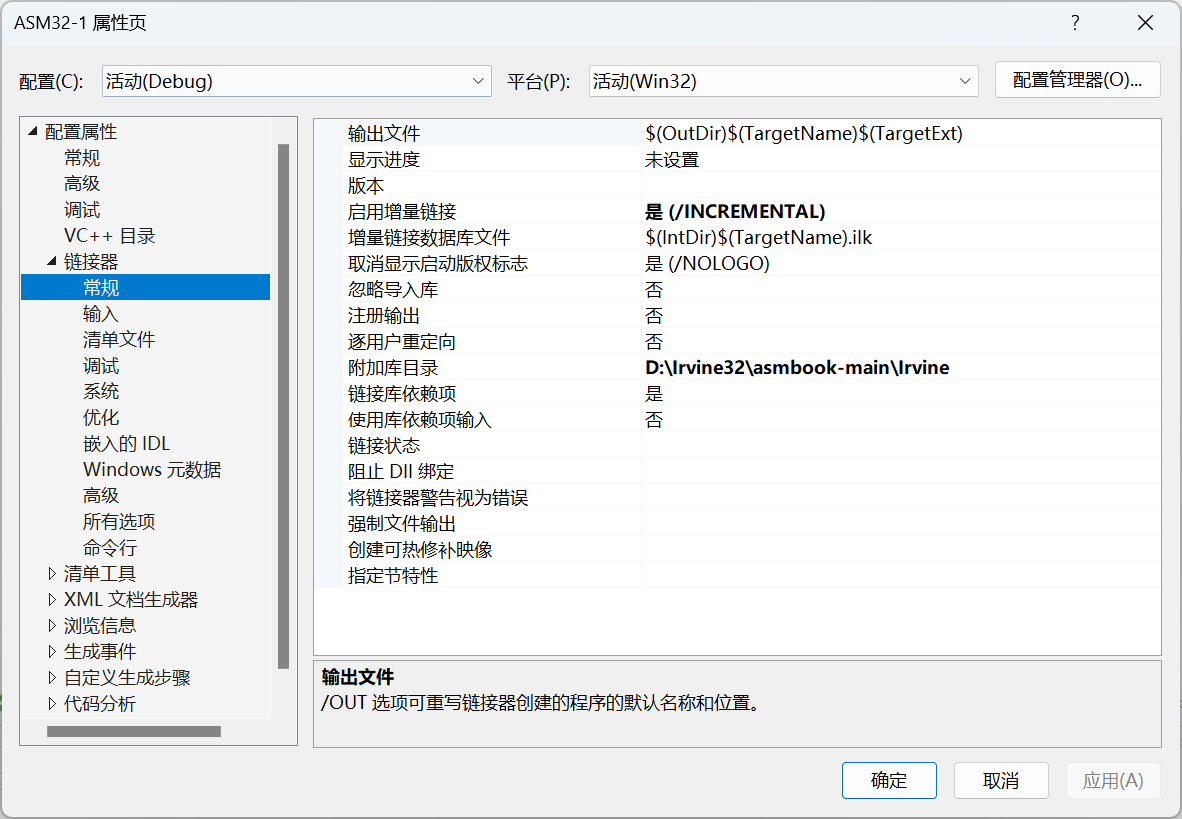 ASM32-1 属性页
?
配置(C):
活动(Debug)
平台(P):
活动(Win32)
配置管理器(O)...
配置属性
常规
高级
调试
VC++ 目录
链接器
常规
输入
清单文件
调试
系统
优化
嵌入的 IDL
Windows 元数据
高级
所有选项
命令行
清单工具
XML 文档生成器
浏览信息
生成事件
自定义生成步骤
代码分析
输出文件 $(OutDir)$(TargetName)$(TargetExt)
显示进度 未设置
版本
启用增量链接 是 (/INCREMENTAL)
增量链接数据库文件 $(IntDir)$(TargetName).ilk
取消显示启动版权标志 是 (/NOLOGO)
忽略导入库 否
注册输出 否
逐用户重定向 否
附加库目录 D:\Irvine32\asmbook-main\Irvine
链接库依赖项 是
使用库依赖项输入 否
链接状态
阻止 Dll 绑定
将链接器警告视为错误
强制文件输出
创建可热修补映像
指定节特性
输出文件
/OUT 选项可重写链接器创建的程序的默认名称和位置。
确定
取消
应用(A)